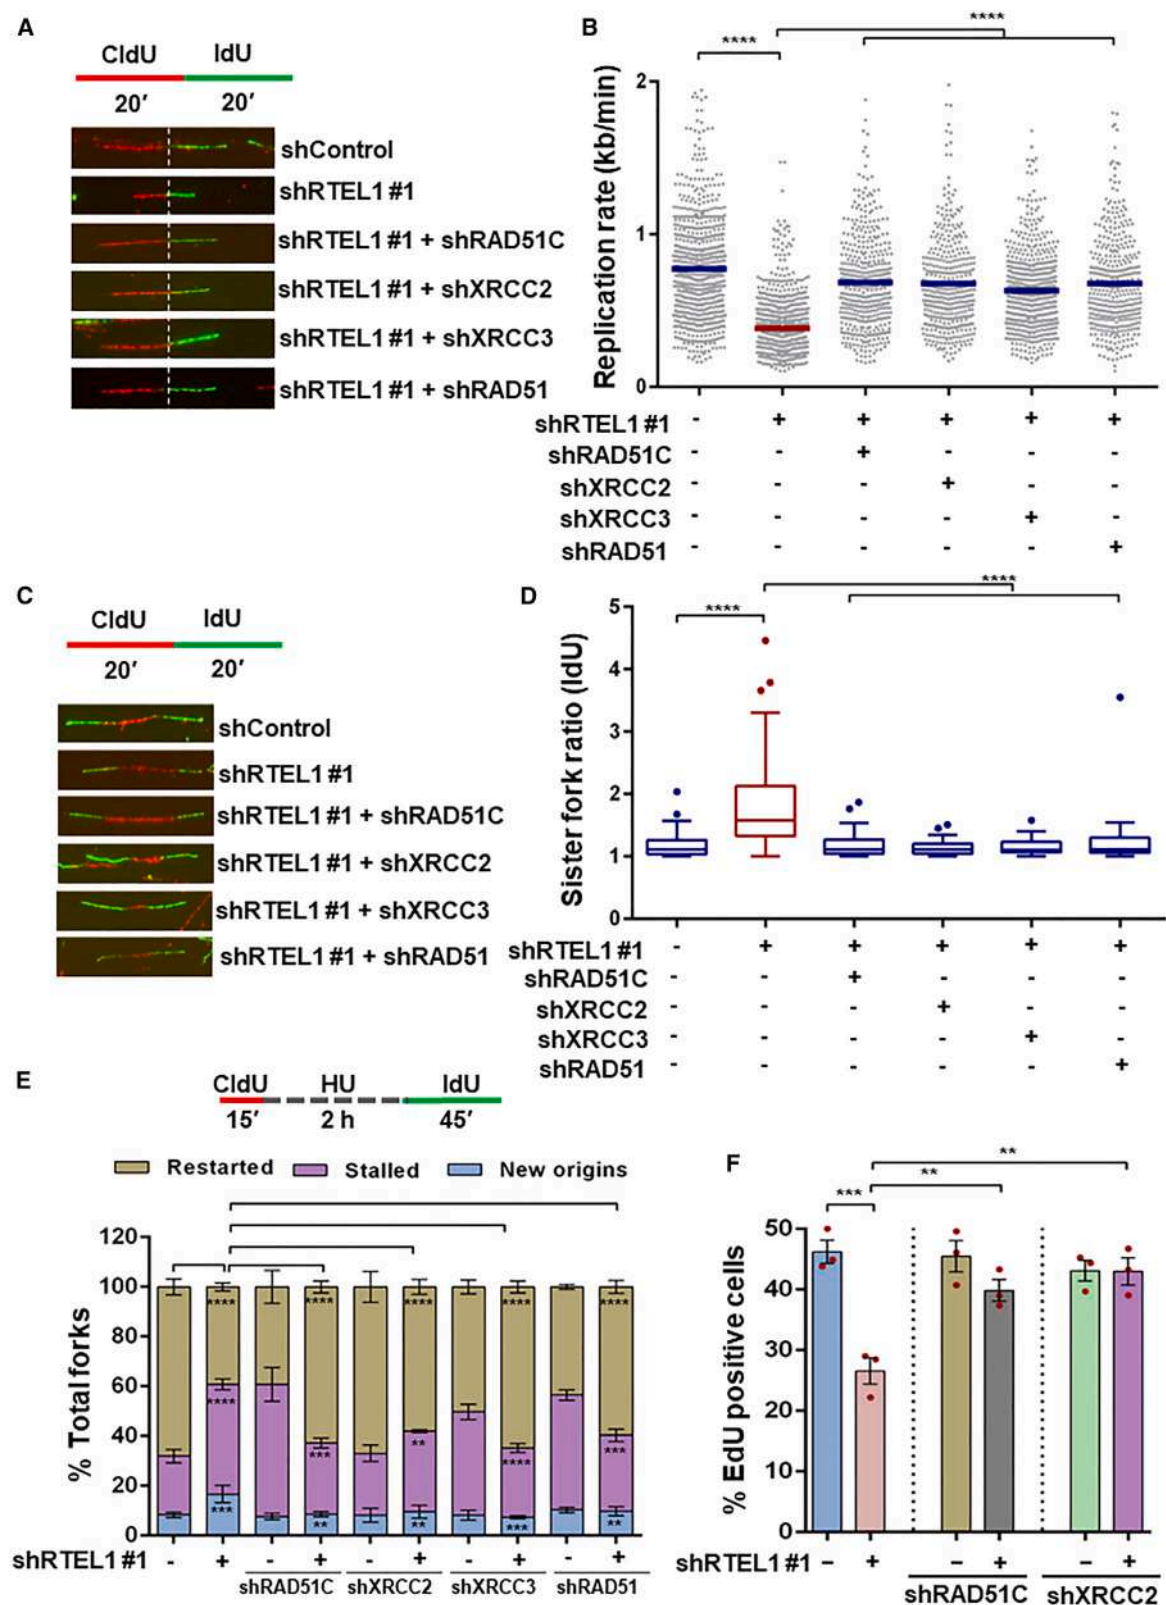 A
CldU IdU
20′ 20′
shControl
shRTEL1 #1
shRTEL1 #1 + shRAD51C
shRTEL1 #1 + shXRCC2
shRTEL1 #1 + shXRCC3
shRTEL1 #1 + shRAD51
B
****
****
Replication rate (kb/min)
2
1
0
shRTEL1 #1 - + + + + +
shRAD51C - - + - - -
shXRCC2 - - - + - -
shXRCC3 - - - - + -
shRAD51 - - - - - +
C
CldU IdU
20′ 20′
shControl
shRTEL1 #1
shRTEL1 #1 + shRAD51C
shRTEL1 #1 + shXRCC2
shRTEL1 #1 + shXRCC3
shRTEL1 #1 + shRAD51
D
****
****
Sister fork ratio (IdU)
5
4
3
2
1
0
shRTEL1 #1 - + + + + +
shRAD51C - - + - - -
shXRCC2 - - - + - -
shXRCC3 - - - - + -
shRAD51 - - - - - +
E
CldU HU IdU
15′ 2 h 45′
Restarted Stalled New origins
% Total forks
120
100
80
60
40
20
0
**** **** **** **** ****
**** *** ** **** ***
*** ** ** *** **
shRTEL1 #1 - + - + - + - + - +
shRAD51C shXRCC2 shXRCC3 shRAD51
F
**
**
***
% EdU positive cells
50
40
30
20
10
0
shRTEL1 #1 − + − + − +
shRAD51C shXRCC2